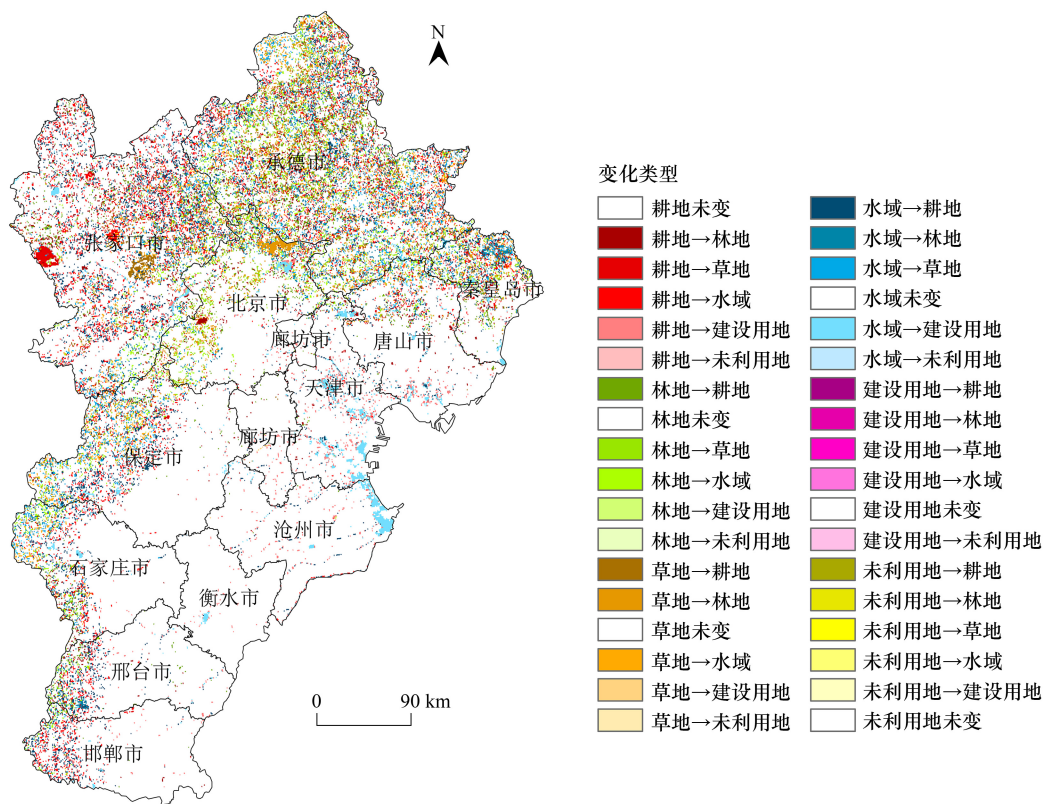 N
承德市
张家口市
秦皇岛市
北京市
廊坊市
唐山市
天津市
廊坊市
保定市
沧州市
石家庄市
衡水市
邢台市
邯郸市
0 90 km
变化类型
耕地未变
耕地→林地
耕地→草地
耕地→水域
耕地→建设用地
耕地→未利用地
林地→耕地
林地未变
林地→草地
林地→水域
林地→建设用地
林地→未利用地
草地→耕地
草地→林地
草地未变
草地→水域
草地→建设用地
草地→未利用地
水域→耕地
水域→林地
水域→草地
水域未变
水域→建设用地
水域→未利用地
建设用地→耕地
建设用地→林地
建设用地→草地
建设用地→水域
建设用地未变
建设用地→未利用地
未利用地→耕地
未利用地→林地
未利用地→草地
未利用地→水域
未利用地→建设用地
未利用地未变